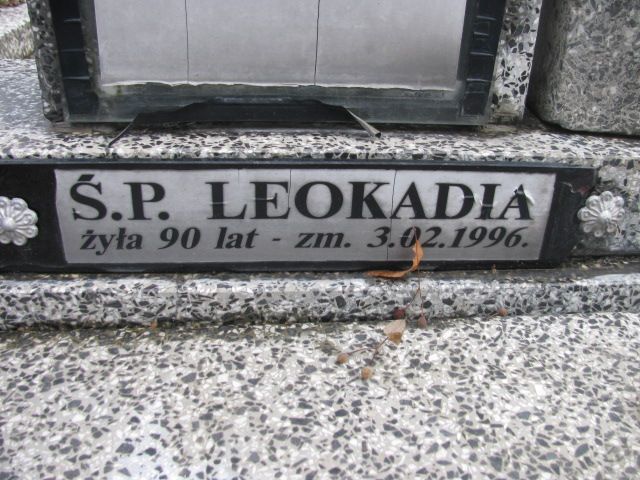 Ś.P. LEOKADIA
żyła 90 lat - zm. 3.02.1996.